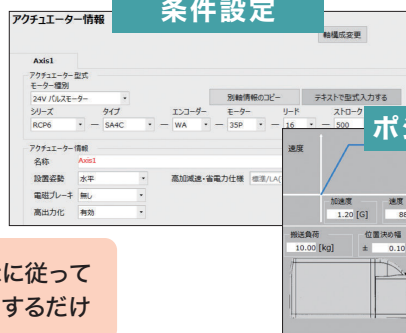 条件設定
アクチュエーター情報
軸構成変更
Axis1
アクチュエーター型式
モーター種別
24V パルスモーター
別軸情報のコピー
テキストで型式入力する
シリーズ
タイプ
エンコーダー
モーター
リード
ストローク
RCP6 — SA4C — WA — 35P — 16 — 500
アクチュエーター情報
名称 Axis1
設置姿勢 水平
高加減速・省電力仕様
電磁ブレーキ 無し
高出力化 有効
速度
加速度
速度
1.20 [G]
搬送負荷
位置決め幅
10.00 [kg]
± 0.10
に従って
するだけ